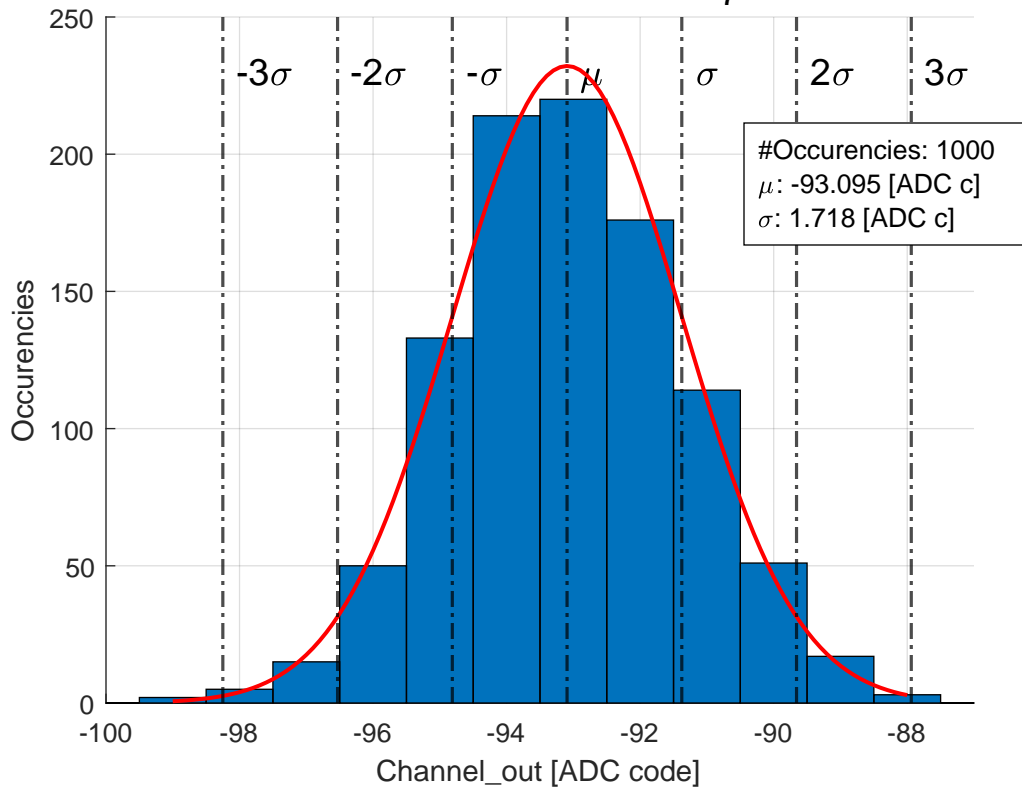 250
200
150
100
50
0
Occurencies
-3σ
-2σ
-σ
μ
σ
2σ
3σ
#Occurencies: 1000
μ: -93.095 [ADC c]
σ: 1.718 [ADC c]
-100
-98
-96
-94
-92
-90
-88
Channel_out [ADC code]